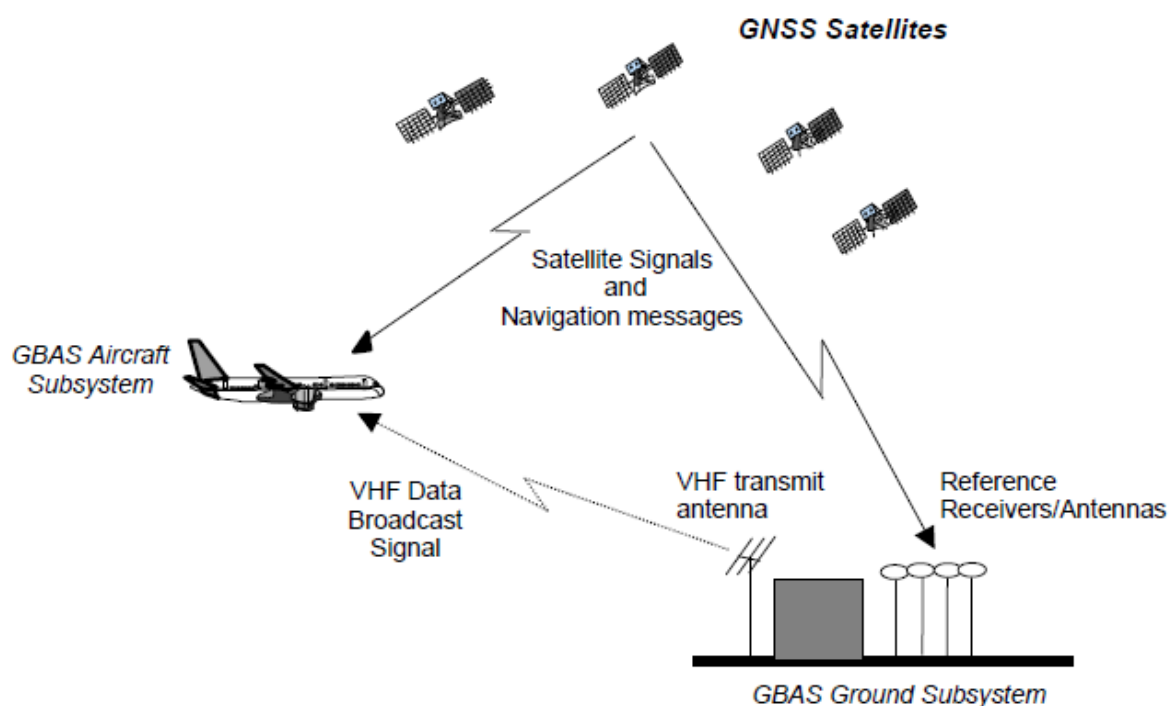 GNSS Satellites
Satellite Signals
and
Navigation messages
GBAS Aircraft
Subsystem
VHF Data
Broadcast
Signal
VHF transmit
antenna
Reference
Receivers/Antennas
GBAS Ground Subsystem